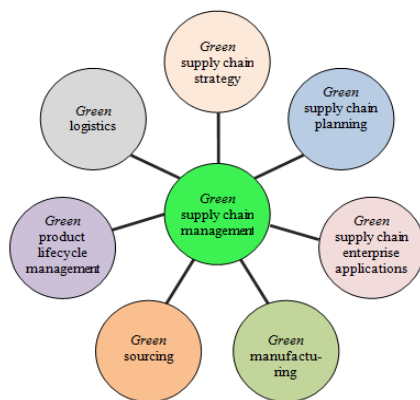 Green
supply chain
strategy
Green
supply chain
planning
Green
supply chain
enterprise
applications
Green
manufactu-
ring
Green
sourcing
Green
product
lifecycle
management
Green
logistics
Green
supply chain
management